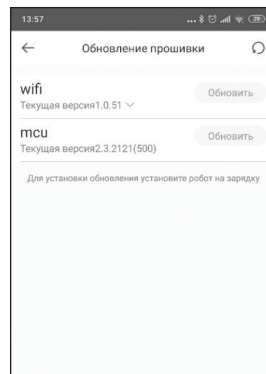 13:57
... 79
Обновление прошивки
wifi
Обновить
Текущая версия1.0.51
mcu
Обновить
Текущая версия2.3.2121(500)
Для установки обновления установите робот на зарядку